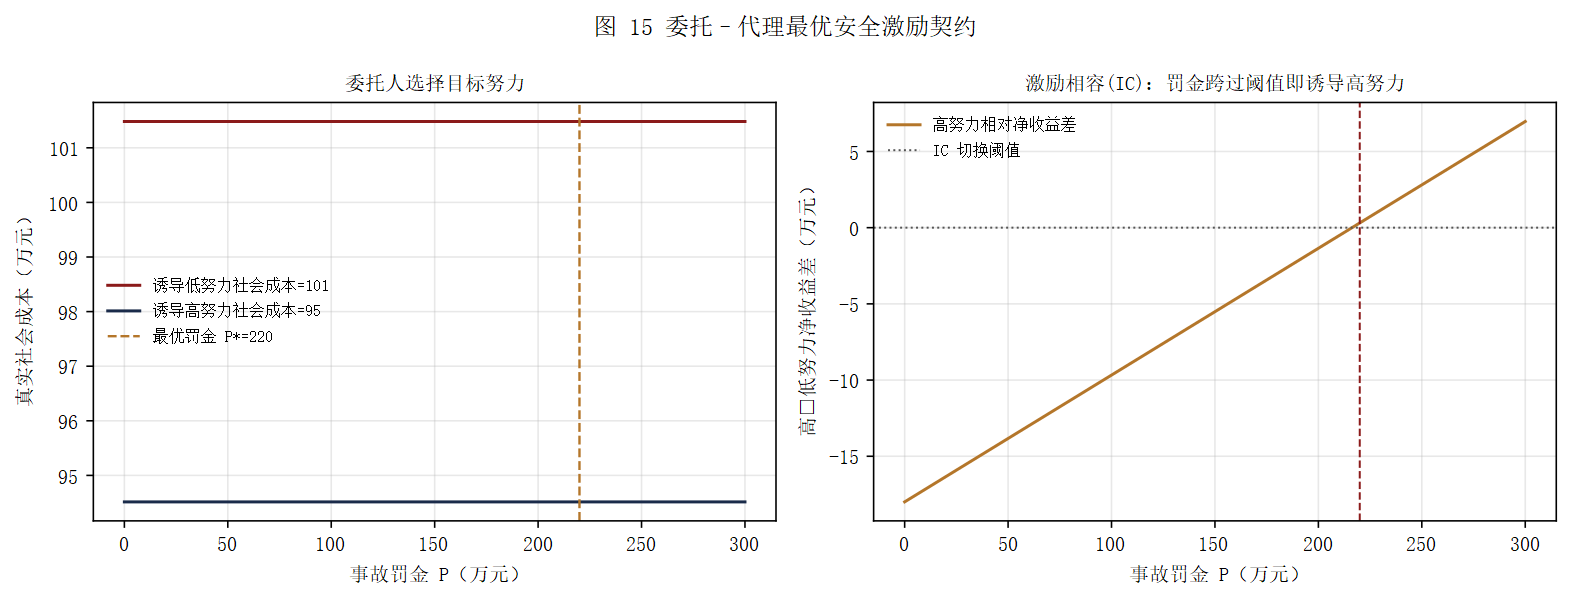 图 15 委托-代理最优安全激励契约
委托人选择目标努力
真实社会成本（万元）
101
100
99
98
97
96
95
诱导低努力社会成本=101
诱导高努力社会成本=95
最优罚金 P*=220
0 50 100 150 200 250 300
事故罚金 P（万元）
激励相容(IC): 罚金跨过阈值即诱导高努力
高□低努力净收益差（万元）
5
0
-5
-10
-15
高努力相对净收益差
IC 切换阈值
0 50 100 150 200 250 300
事故罚金 P（万元）